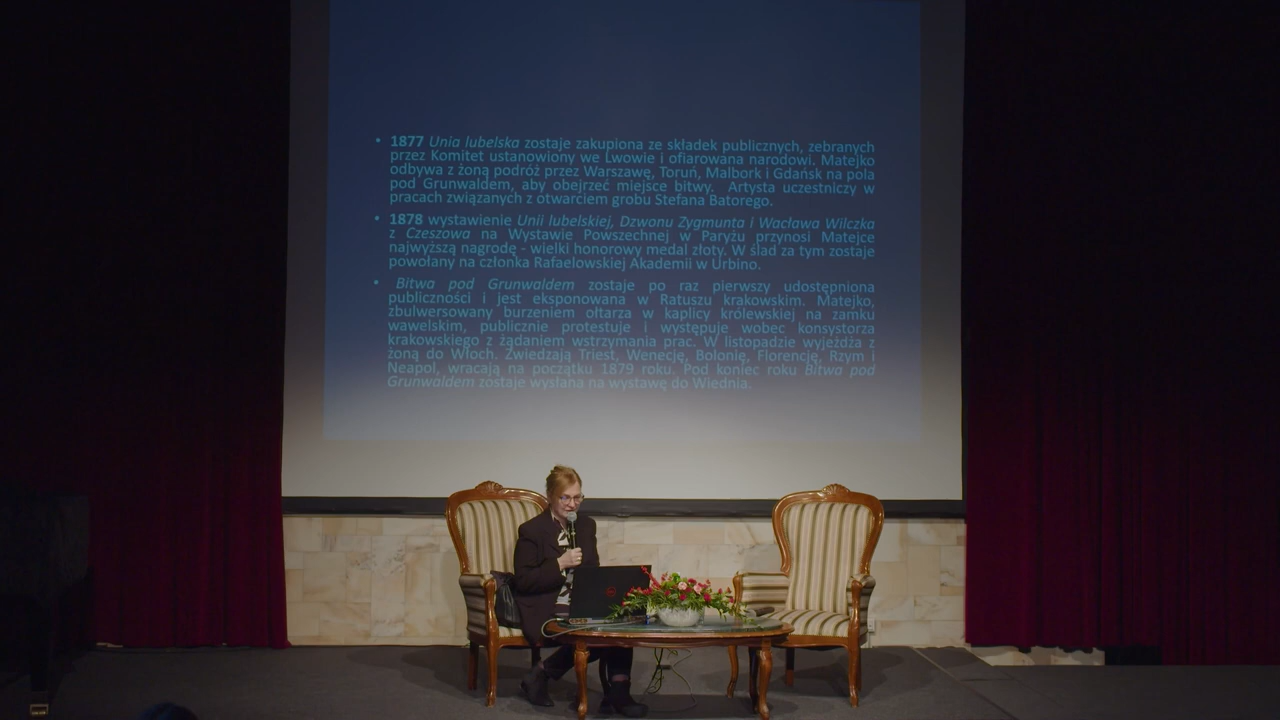 • 1877 Unia lubelska zostaje zakupiona ze składek publicznych, zebranych
przez Komitet ustanowiony we Lwowie i ofiarowana narodowi. Matejko
odbywa z żoną podróż przez Warszawę, Toruń, Malbork i Gdańsk na pola
pod Grunwaldem, aby obejrzeć miejsce bitwy. Artysta uczestniczy w
pracach związanych z otwarciem grobu Stefana Batorego.
• 1878 wystawienie Unii lubelskiej, Dzwonu Zygmunta i Wacława Wilczka
z Czeszowa na Wystawie Powszechnej w Paryżu przynosi Matejce
najwyższą nagrodę - wielki honorowy medal złoty. W ślad za tym zostaje
powołany na członka Rafaelowskiej Akademii w Urbino.
• Bitwa pod Grunwaldem zostaje po raz pierwszy udostępniona
publiczności i jest eksponowana w Ratuszu krakowskim. Matejko,
zbulwersowany burzeniem ołtarza w kaplicy królewskiej na zamku
wawelskim, publicznie protestuje i występuje wobec konsystorza
krakowskiego z żądaniem wstrzymania prac. W listopadzie wyjeżdża z
żoną do Włoch. Zwiedzają Triest, Wenecję, Bolonię, Florencję, Rzym i
Neapol, wracają na początku 1879 roku. Pod koniec roku Bitwa pod
Grunwaldem zostaje wysłana na wystawę do Wiednia.